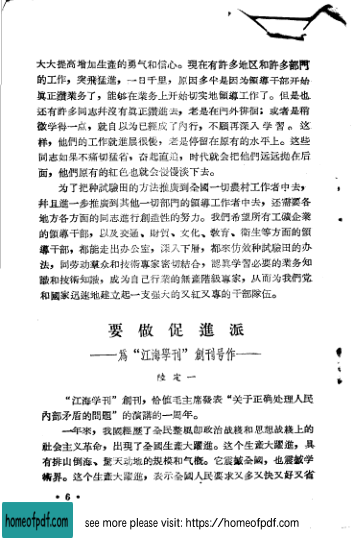 大大提高增加生產的勇气和信心。現在有許多地区和許多部門
的工作，突飛猛進，一日千里，原因多半是因为領導干部开始
眞正鑽業务了，能够在業务上开始切实地領導工作了。但是也
还有許多同志幷沒有眞正鑽進去，老是在門外徘徊；或者是稍
微学得一点，就自以为已經成了內行，不願再深入学習。这
样，他們的工作就進展很慢，老是停留在原有的水平上。这些
同志如果不痛切猛省，奋起直追，时代就会把他們远远拋在后
面，他們原有的紅色也就会慢慢淡下去。
为了把种試驗田的方法推廣到全國一切農村工作者中去，
幷且進一步推廣到其他一切部門的領導工作者中去，还需要各
地方各方面的同志進行創造性的努力。我們希望所有工礦企業
的領導干部，以及交通、財貿、文化、敎育、衛生等方面的領
導干部，都能走出办公室，深入下層，都來仿效种試驗田的办
法，同劳动羣众和技術專家密切結合，認眞学習必要的業务知
識和技術知識，成为自己行業的無產階級專家，从而为我們党
和國家迅速地建立起一支强大的又紅又專的干部隊伍。
要做促進派
——爲“江海學刊”創刊号作——
陸定一
“江海学刊”創刊，恰値毛主席發表“关于正确处理人民
內部矛盾的問題”的演講的一周年。
一年來，我國經歷了全民整風即政治战綫和思想战綫上的
社会主义革命，出現了全國生產大躍進。这个生產大躍進，具
有排山倒海、驚天动地的規模和气槪。它震撼全國，也震撼学
術界。这个生產大躍進，表示全國人民要求又多又快又好又省
• 6 •
homeofpdf.com
see more please visit: https://homeofpdf.com